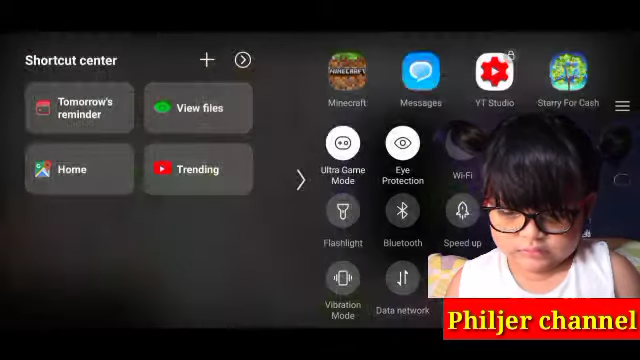 Shortcut center
Tomorrow's
reminder
View files
Home
Trending
MINECRAFT
Minecraft
Messages
YT Studio
Starry For Cash
Ultra Game
Mode
Eye
Protection
Wi-Fi
Flashlight
Bluetooth
Speed up
Vibration
Mode
Data network
Philjer channel